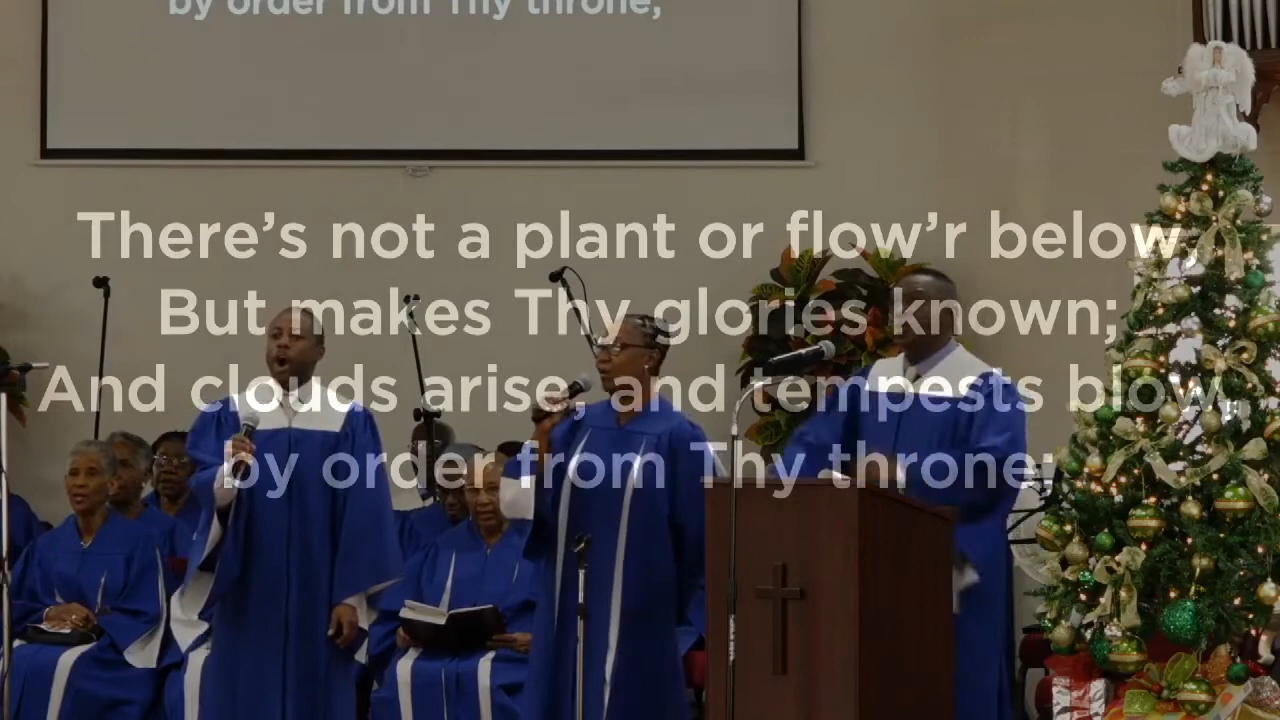 by order from Thy throne;
There's not a plant or flow'r below,
But makes Thy glories known;
And clouds arise, and tempests blow,
by order from Thy throne;